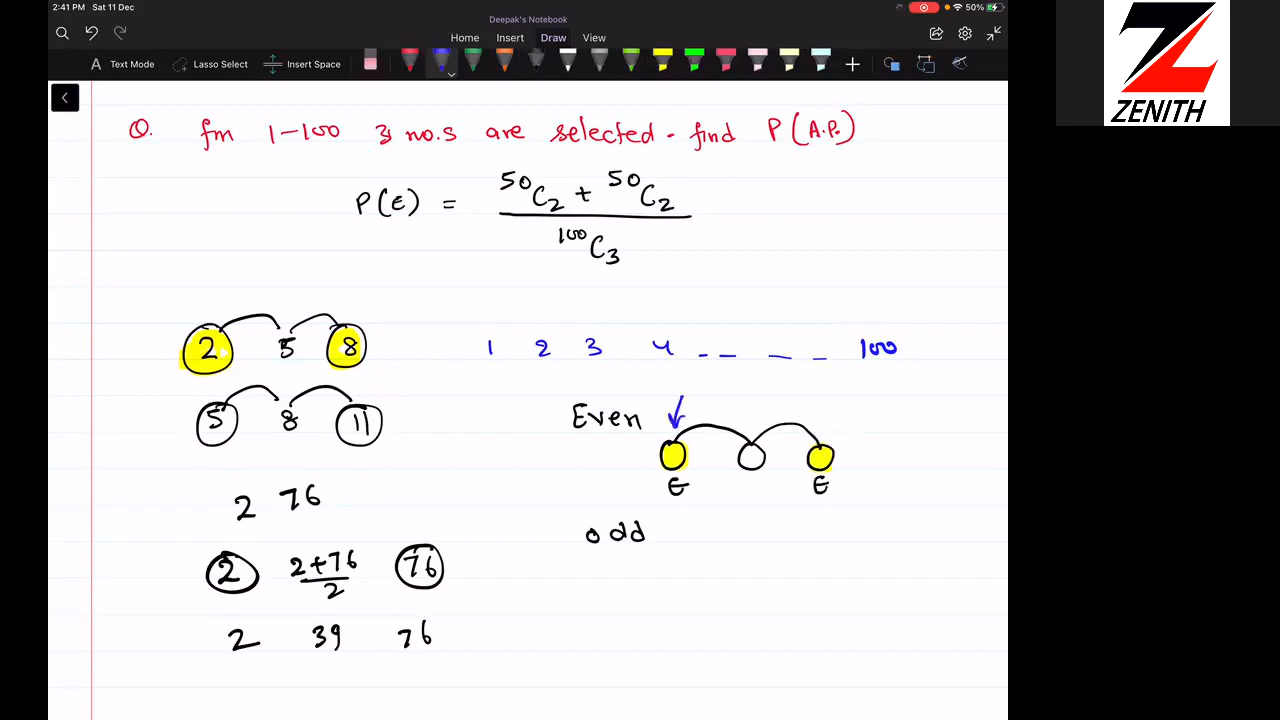 2:41 PM Sat 11 Dec
50%
Deepak's Notebook
Home Insert Draw View
A Text Mode Lasso Select Insert Space
ZENITH
Q. fm 1-100 3 no.s are selected - find P(A.P.)
P(E) = (⁵⁰C₂ + ⁵⁰C₂) / ¹⁰⁰C₃
2 5 8
1 2 3 4 -- - - 100
5 8 11
Even
E E
2 76
odd
2 (2+76)/2 76
2 39 76